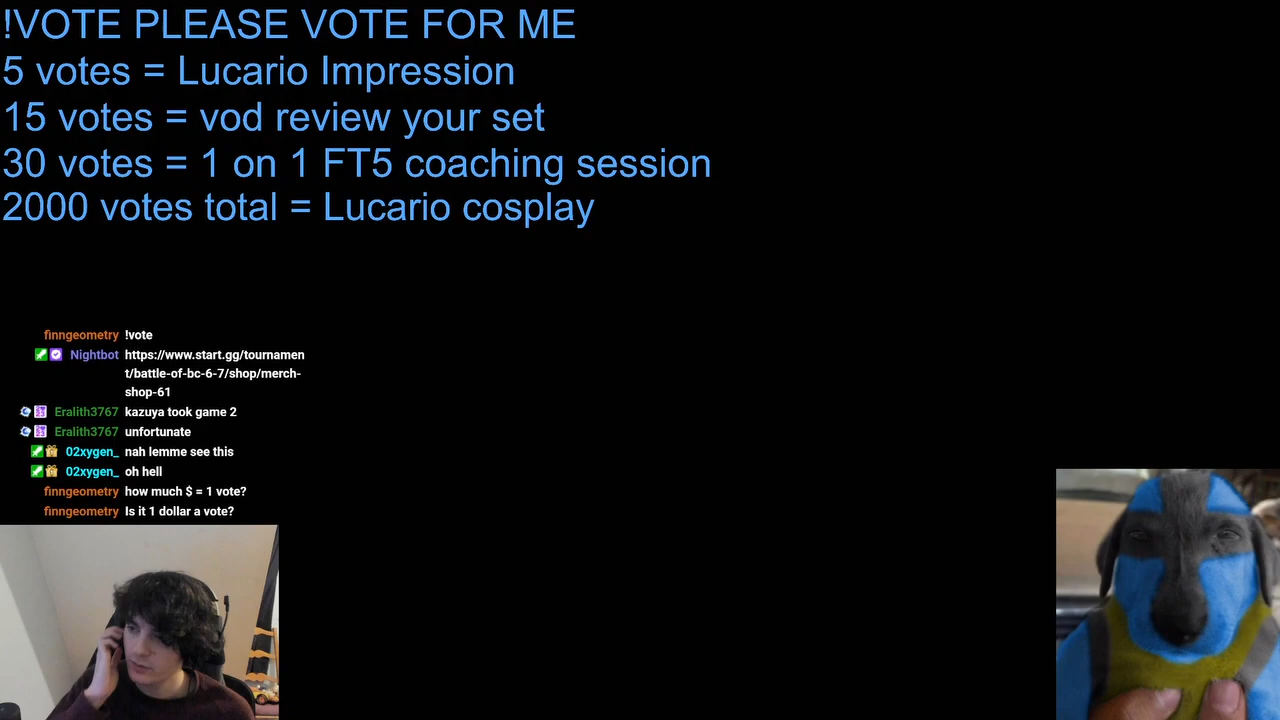 !VOTE PLEASE VOTE FOR ME
5 votes = Lucario Impression
15 votes = vod review your set
30 votes = 1 on 1 FT5 coaching session
2000 votes total = Lucario cosplay
finngeometry !vote
Nightbot https://www.start.gg/tournamen
t/battle-of-bc-6-7/shop/merch-
shop-61
Eralith3767 kazuya took game 2
Eralith3767 unfortunate
02xygen_ nah lemme see this
02xygen_ oh hell
finngeometry how much $ = 1 vote?
finngeometry Is it 1 dollar a vote?